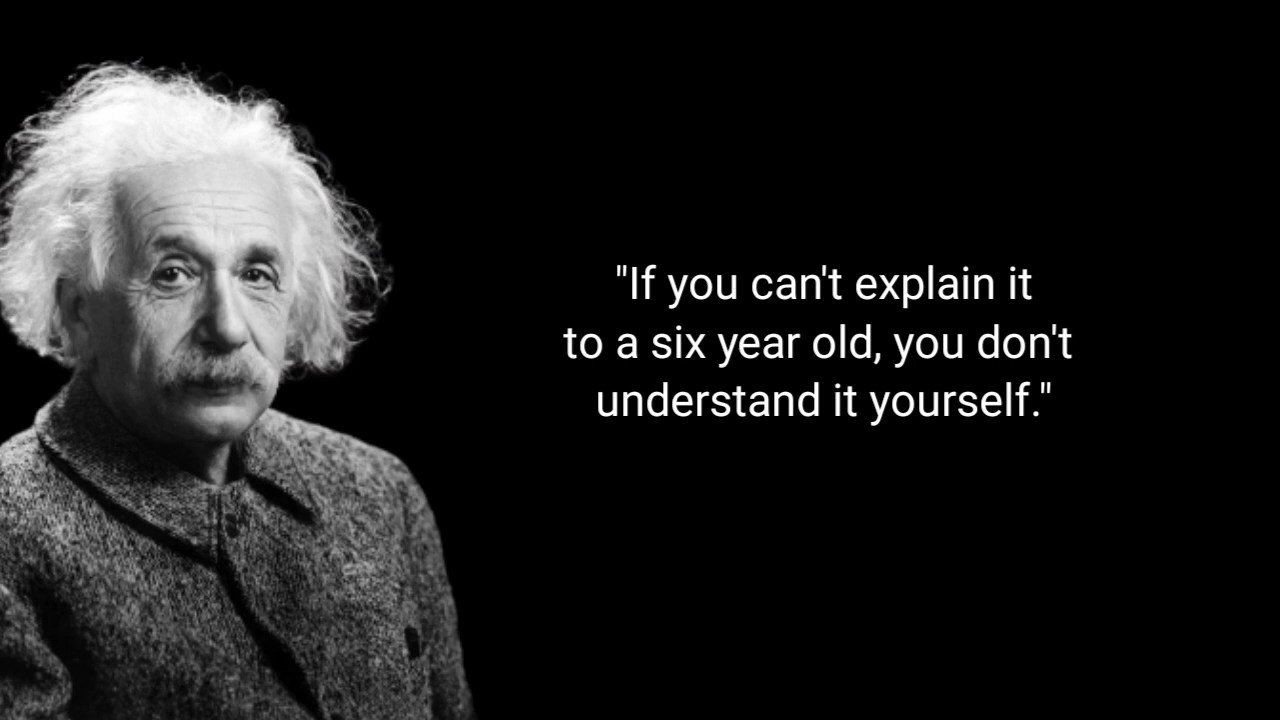 "If you can't explain it
to a six year old, you don't
understand it yourself."